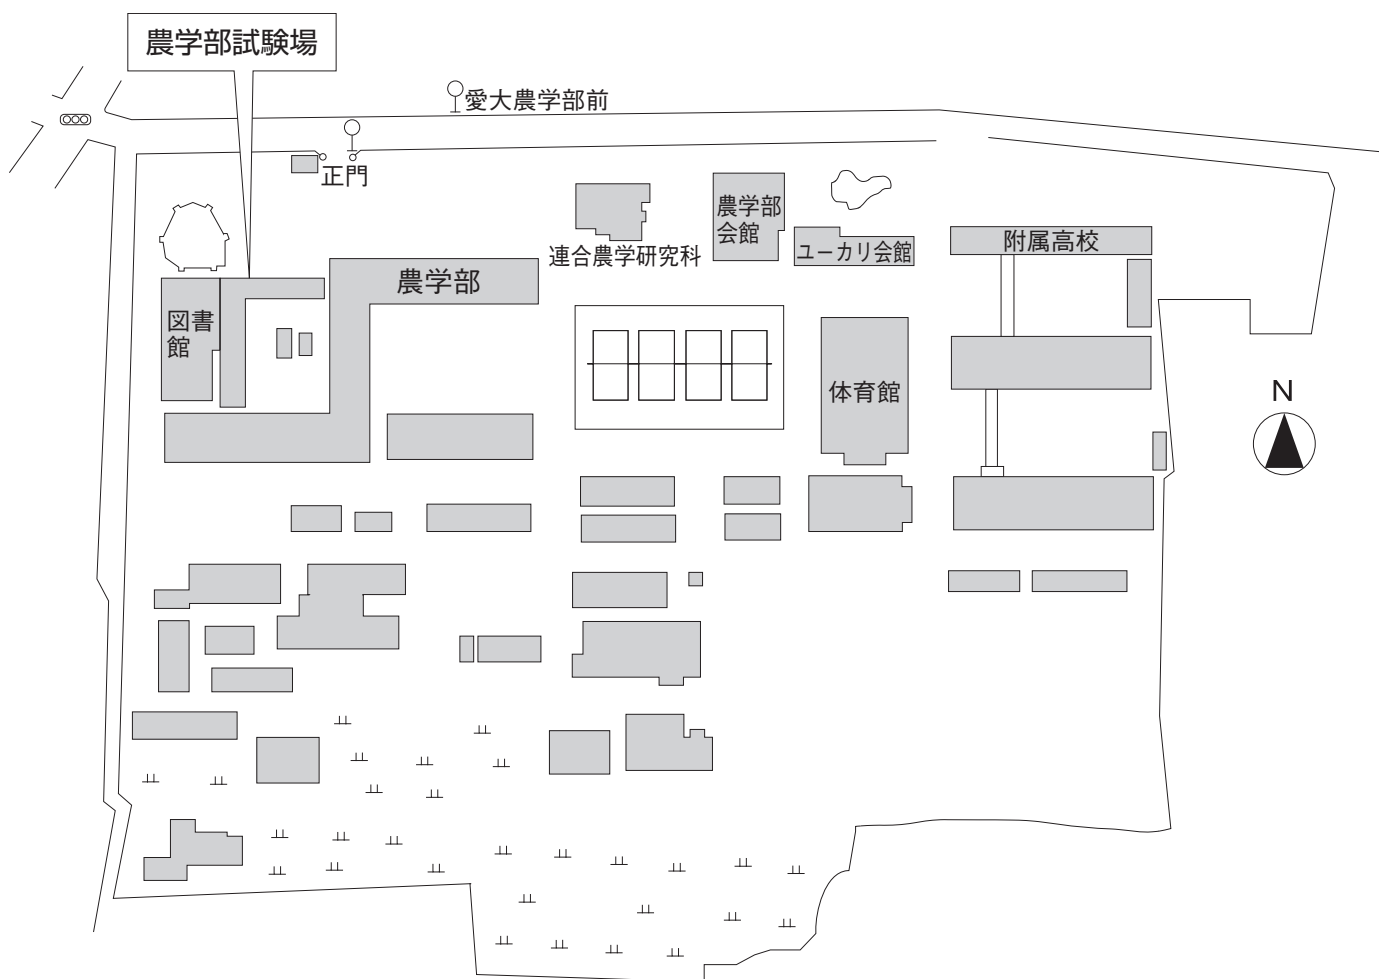 農学部試験場
愛大農学部前
正門
連合農学研究科
農学部
会館
ユーカリ会館
附属高校
農学部
図書
館
体育館
N